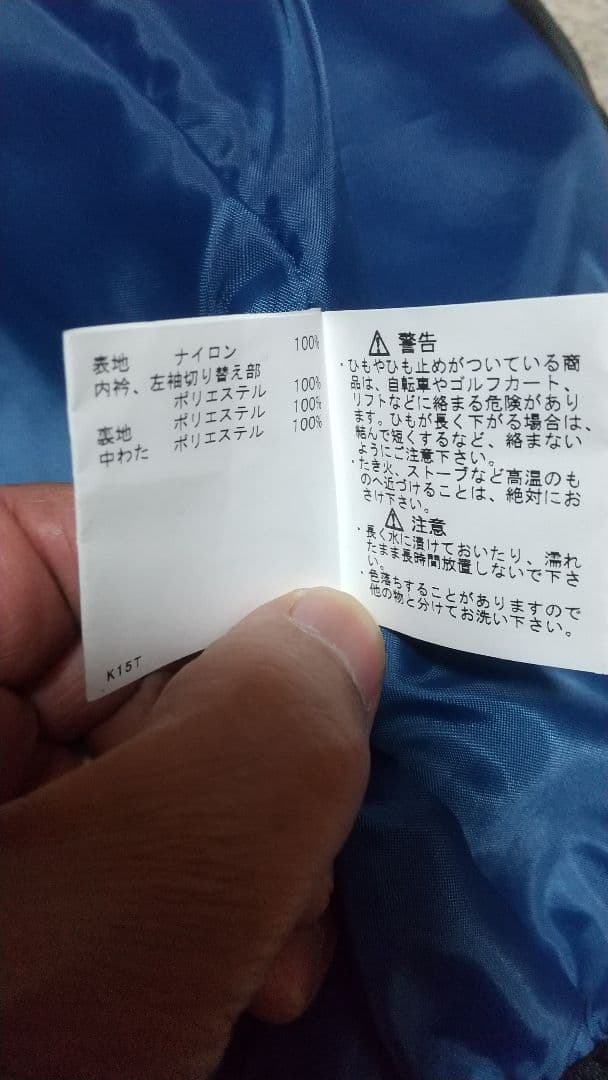 表地 ナイロン 100%
内衿、左袖切り替え部
ポリエステル 100%
裏地 ポリエステル 100%
中わた ポリエステル 100%
K15T
⚠ 警告
・ひもやひも止めがついている商
品は、自転車やゴルフカート、
リフトなどに絡まる危険があり
ます。ひもが長く下がる場合は、
結んで短くするなど、絡まない
ようにご注意下さい。
・たき火、ストーブなど高温のも
のへ近づけることは、絶対にお
さけ下さい。
⚠ 注意
・長く水に漬けておいたり、濡れ
たまま長時間放置しないで下さ
い。
・色落ちすることがありますので
他の物と分けてお洗い下さい。